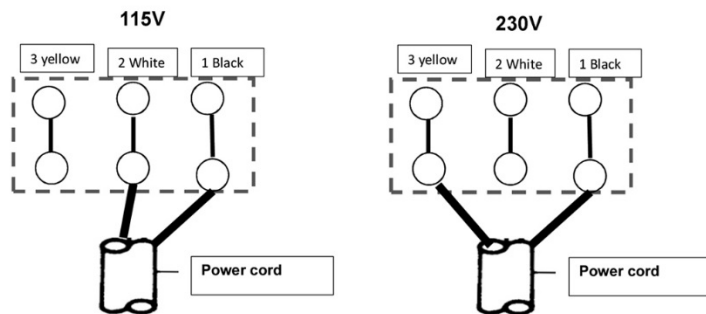 115V
3 yellow
2 White
1 Black
Power cord
230V
3 yellow
2 White
1 Black
Power cord